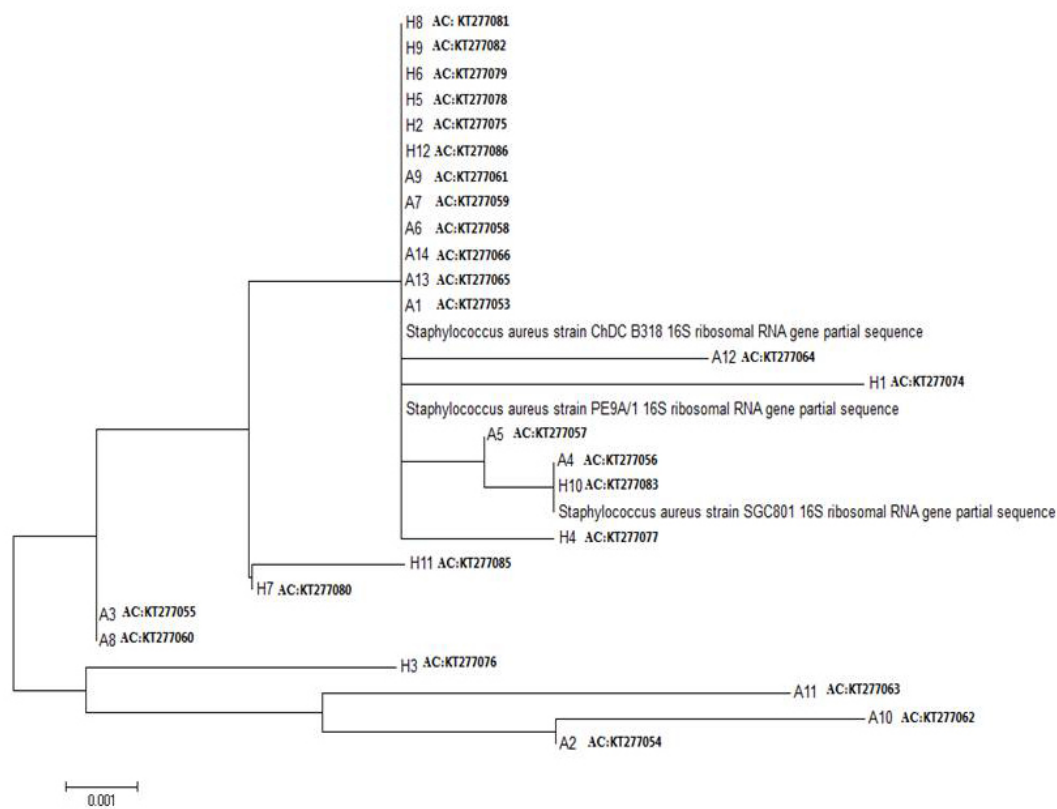 H8 AC: KT277081
H9 AC:KT277082
H6 AC:KT277079
H5 AC:KT277078
H2 AC:KT277075
H12 AC:KT277086
A9 AC:KT277061
A7 AC:KT277059
A6 AC:KT277058
A14 AC:KT277066
A13 AC:KT277065
A1 AC:KT277053
Staphylococcus aureus strain ChDC B318 16S ribosomal RNA gene partial sequence
A12 AC:KT277064
H1 AC:KT277074
Staphylococcus aureus strain PE9A/1 16S ribosomal RNA gene partial sequence
A5 AC:KT277057
A4 AC:KT277056
H10 AC:KT277083
Staphylococcus aureus strain SGC801 16S ribosomal RNA gene partial sequence
H4 AC:KT277077
H11 AC:KT277085
H7 AC:KT277080
A3 AC:KT277055
A8 AC:KT277060
H3 AC:KT277076
A11 AC:KT277063
A10 AC:KT277062
A2 AC:KT277054
0.001